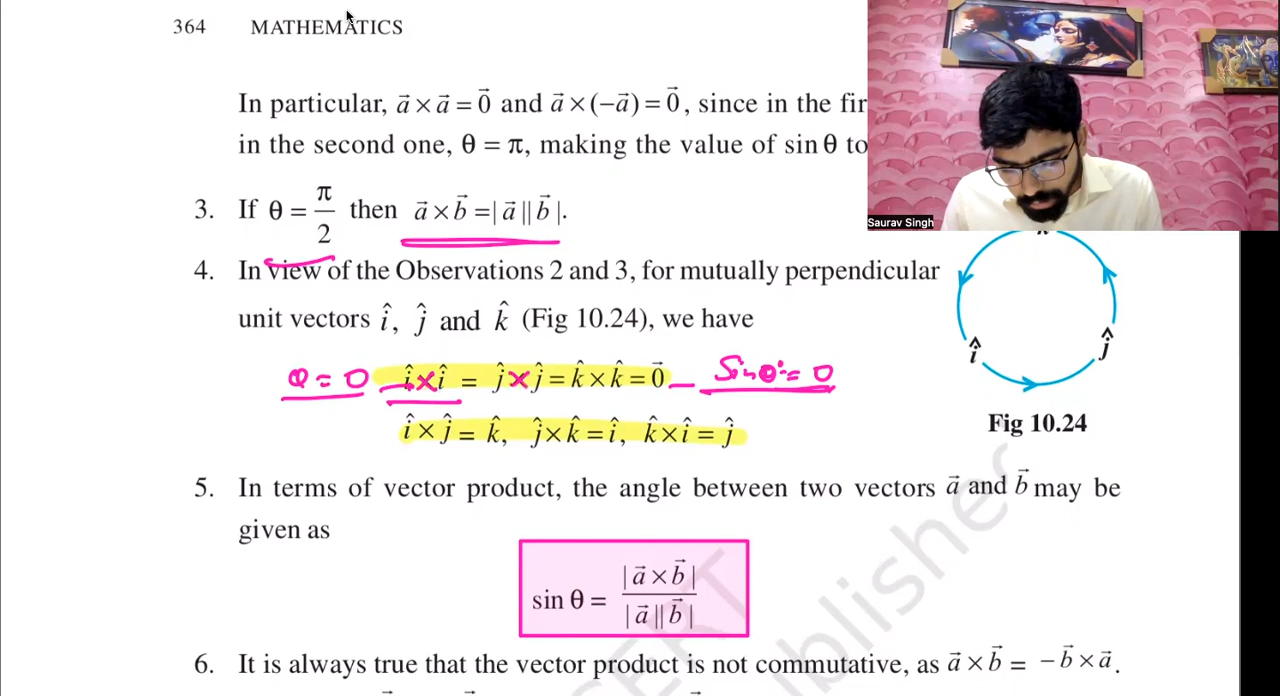 364 MATHEMATICS
In particular, a⃗ × a⃗ = 0⃗ and a⃗ × (−a⃗) = 0⃗, since in the fir
in the second one, θ = π, making the value of sin θ to
Saurav Singh
3. If θ = π/2 then a⃗ × b⃗ = | a⃗ || b⃗ |.
4. In view of the Observations 2 and 3, for mutually perpendicular
unit vectors î, ĵ and k̂ (Fig 10.24), we have
θ = 0 î × î = ĵ × ĵ = k̂ × k̂ = 0⃗ – Sinθ = 0
î × ĵ = k̂, ĵ × k̂ = î, k̂ × î = ĵ
î ĵ
Fig 10.24
5. In terms of vector product, the angle between two vectors a⃗ and b⃗ may be
given as
sin θ = | a⃗ × b⃗ | / | a⃗ || b⃗ |
6. It is always true that the vector product is not commutative, as a⃗ × b⃗ = − b⃗ × a⃗.